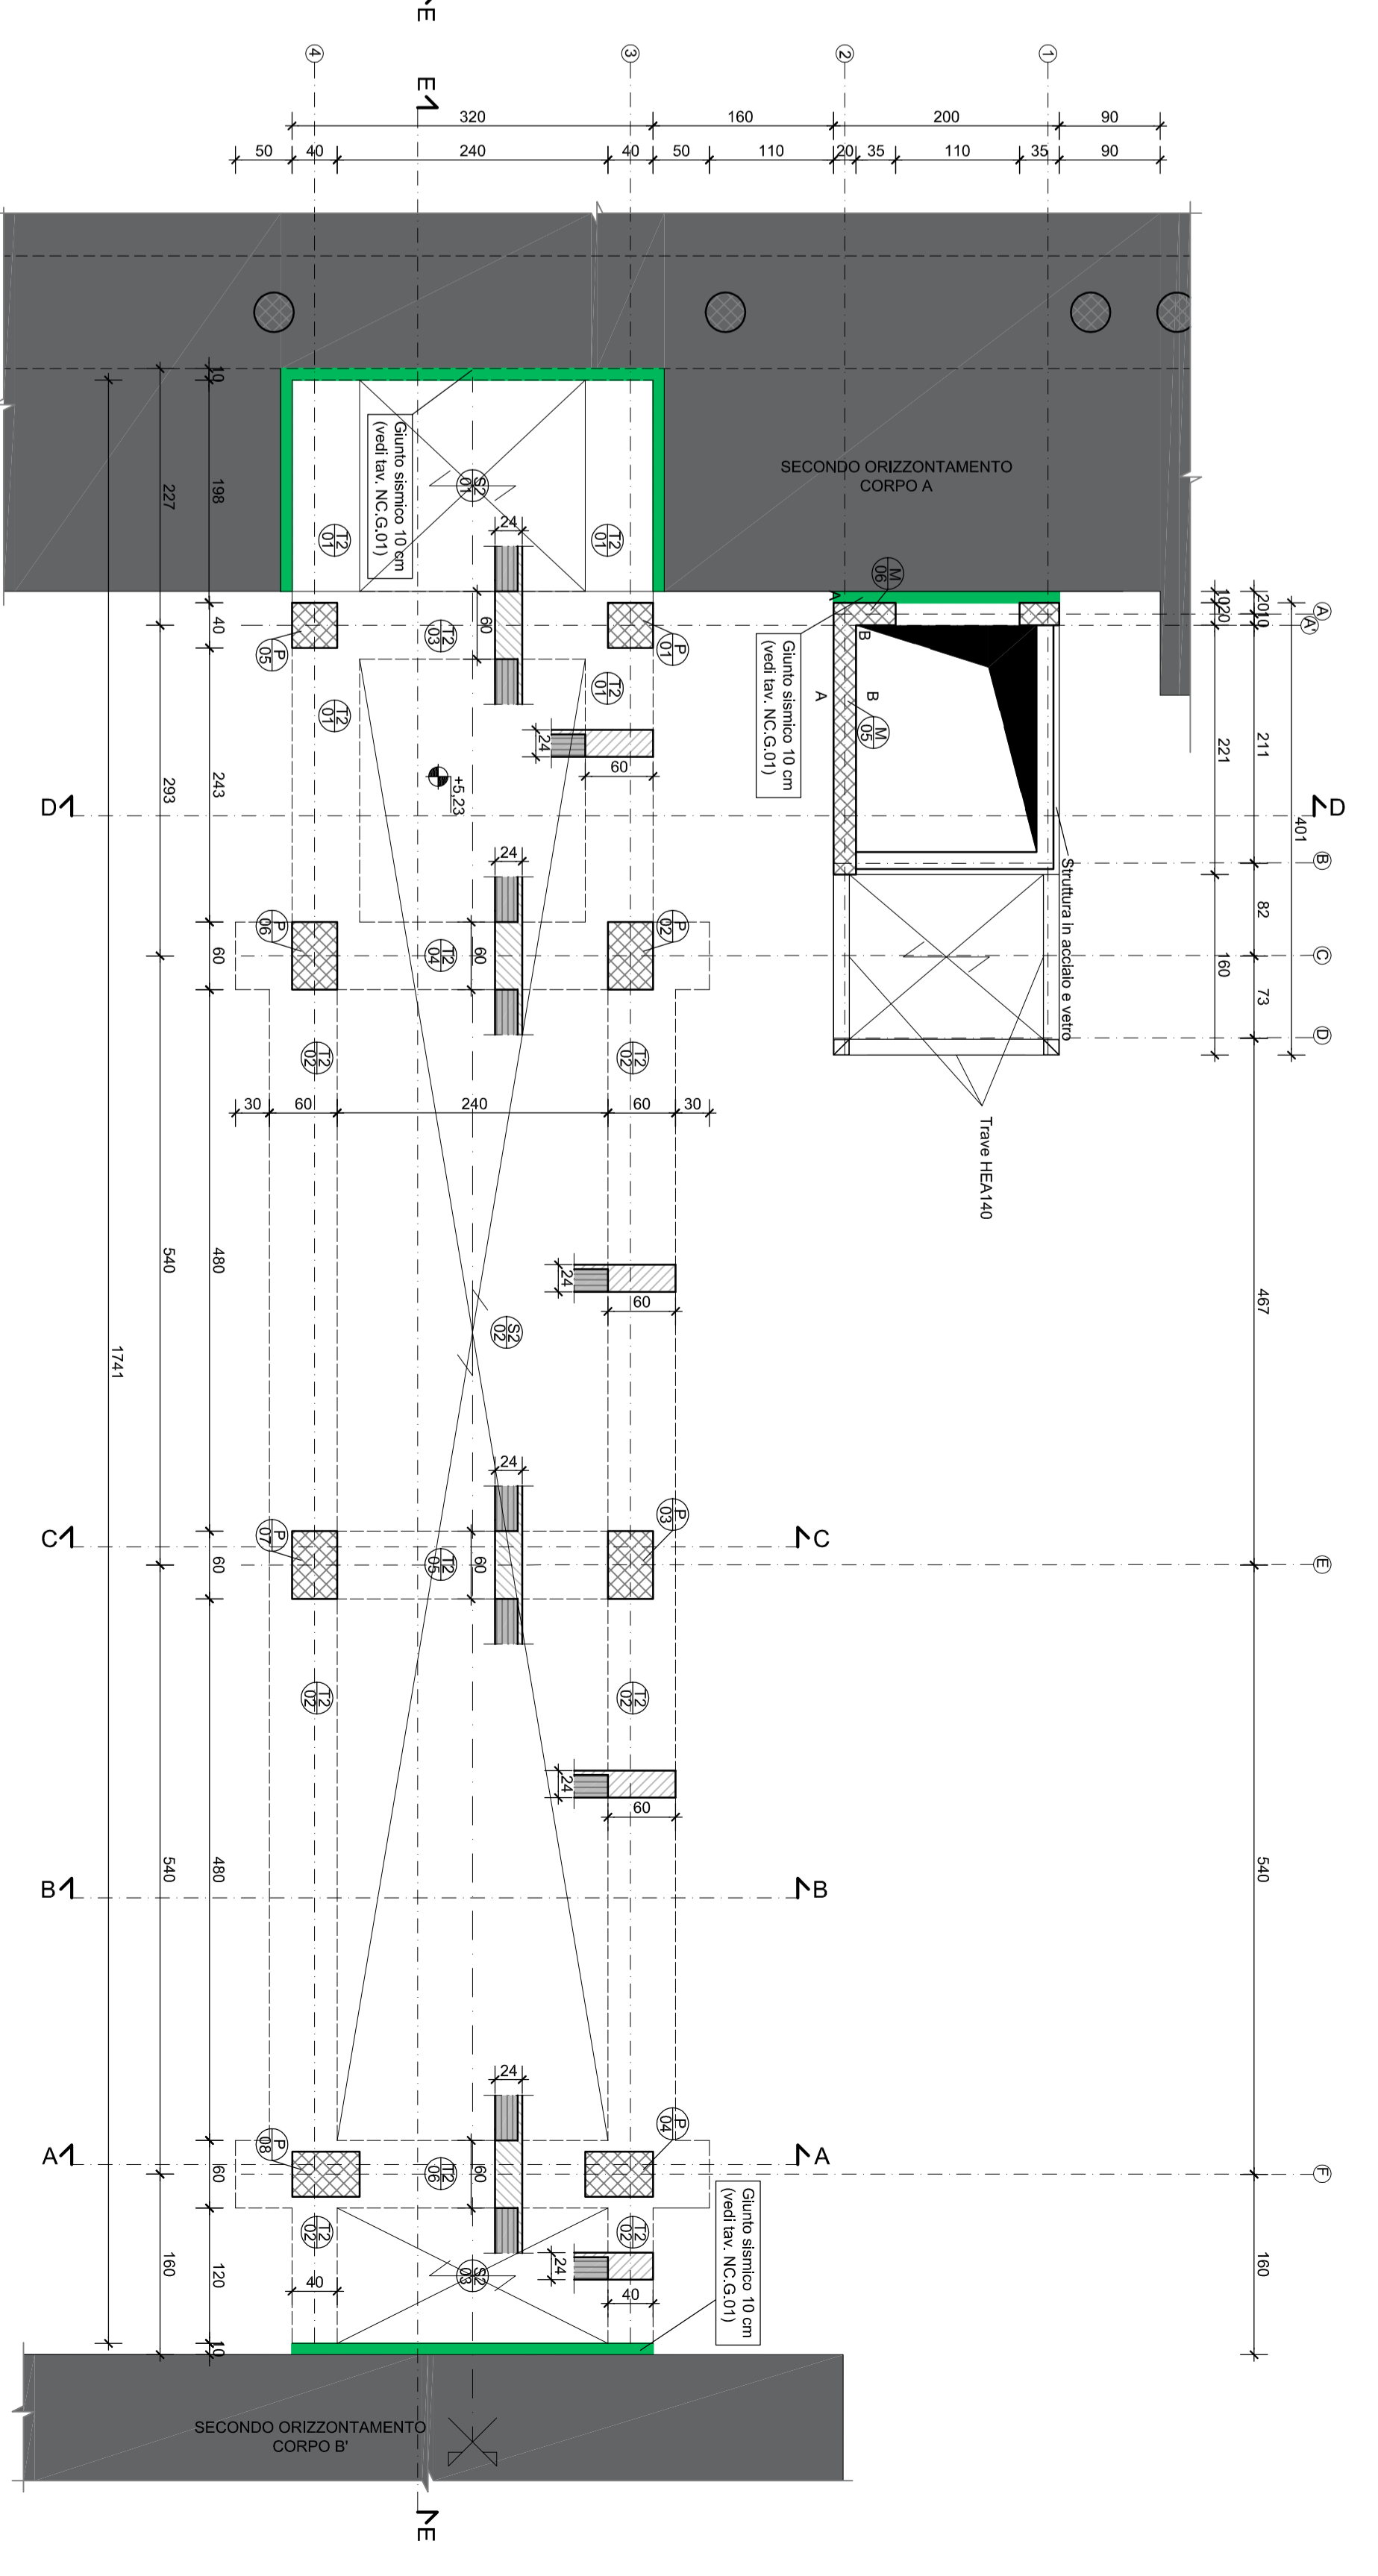 E
E
4
3
2
1
320
160
200
90
50
40
240
40
50
110
20
35
110
35
90
SECONDO ORIZZONTAMENTO
CORPO A
Giunto sismico 10 cm
(vedi tav. NC.G.01)
S2
01
T2
01
T2
01
24
M
06
A
B
10
20
20
10
A
A'
10
198
227
40
P
05
T2
03
60
P
01
T2
01
T2
01
24
60
Giunto sismico 10 cm
(vedi tav. NC.G.01)
A
B
M
05
221
211
401
243
293
+5,23
D
D
Struttura in acciaio e vetro
B
24
P
06
60
T2
04
60
P
02
82
C
160
73
D
T2
02
T2
02
30
60
240
60
30
Trave HEA140
540
480
24
60
467
S2
02
1741
24
C
P
07
60
T2
05
60
P
03
C
E
T2
02
T2
02
24
60
540
480
B
B
540
24
A
P
08
60
T2
06
60
P
04
A
F
T2
02
T2
02
160
120
S2
03
24
40
40
Giunto sismico 10 cm
(vedi tav. NC.G.01)
160
10
SECONDO ORIZZONTAMENTO
CORPO B'
E